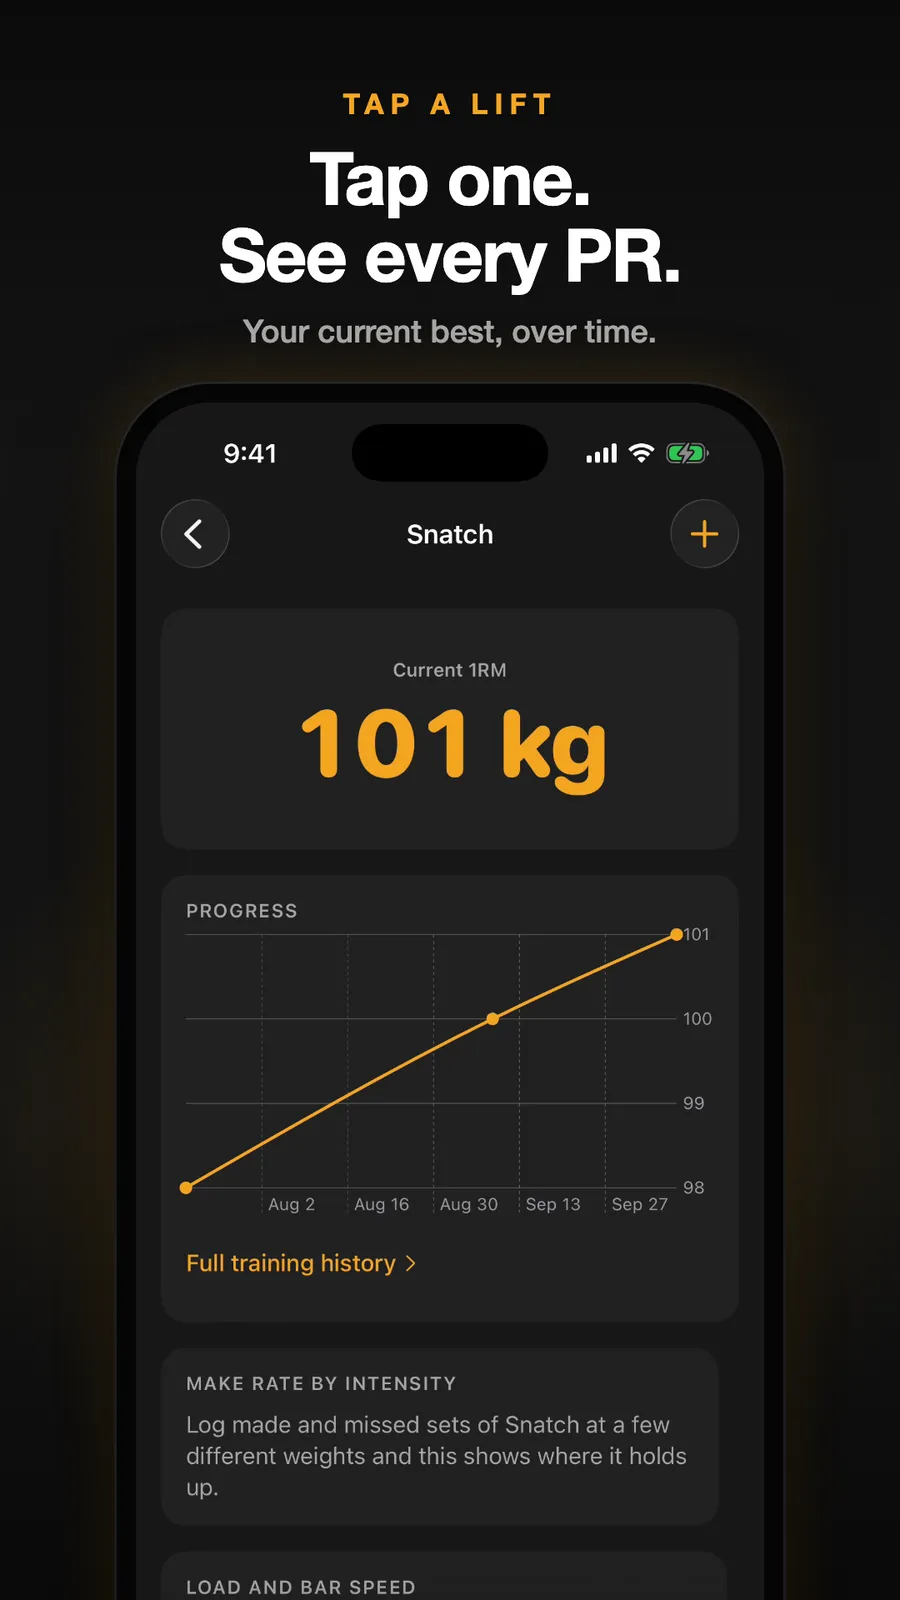 TAP A LIFT
Tap one.
See every PR.
Your current best, over time.
9:41
Snatch
Current 1RM
101 kg
PROGRESS
101
100
99
98
Aug 2 Aug 16 Aug 30 Sep 13 Sep 27
Full training history
MAKE RATE BY INTENSITY
Log made and missed sets of Snatch at a few
different weights and this shows where it holds
up.
LOAD AND BAR SPEED